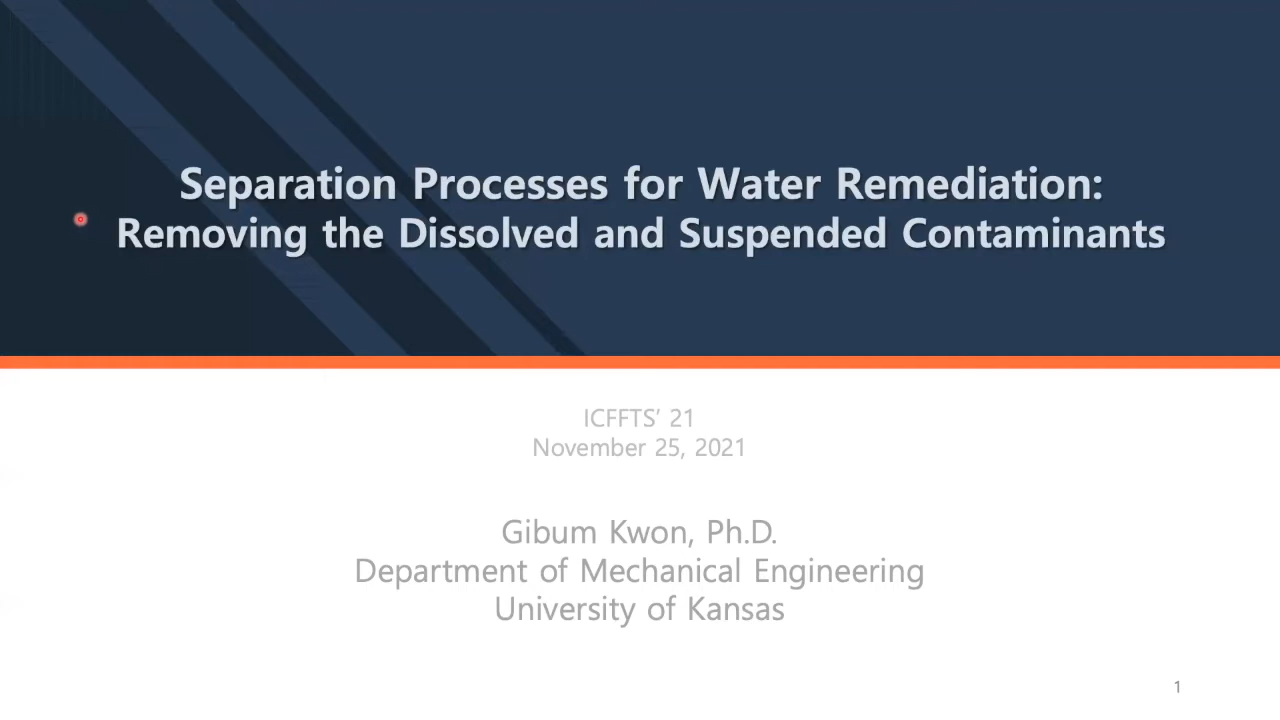 Separation Processes for Water Remediation:
Removing the Dissolved and Suspended Contaminants
ICFFTS’ 21
November 25, 2021
Gibum Kwon, Ph.D.
Department of Mechanical Engineering
University of Kansas
1